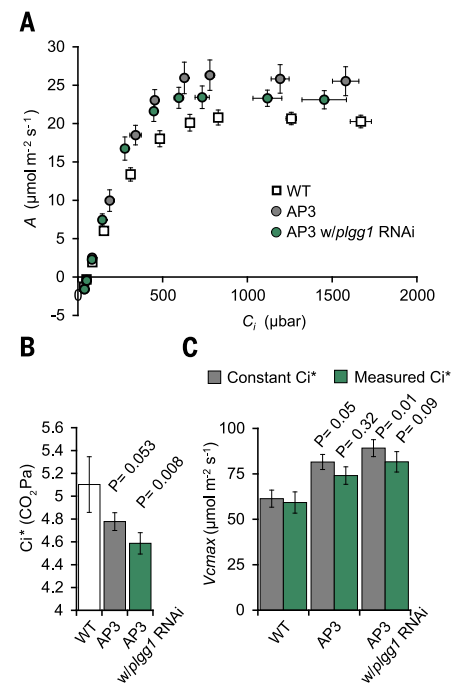 A
30
25
20
15
10
5
0
-5
A (µmol m⁻² s⁻¹)
0
500
1000
1500
2000
Cᵢ (µbar)
WT
AP3
AP3 w/plgg1 RNAi
B
5.6
5.4
5.2
5
4.8
4.6
4.4
4.2
4
Ci* (CO₂Pa)
P= 0.053
P= 0.008
WT
AP3
AP3
w/plgg1 RNAi
C
Constant Ci*
Measured Ci*
100
75
50
25
0
Vcmax (µmol m⁻² s⁻¹)
P= 0.05
P= 0.32
P= 0.01
P= 0.09
WT
AP3
AP3
w/plgg1 RNAi